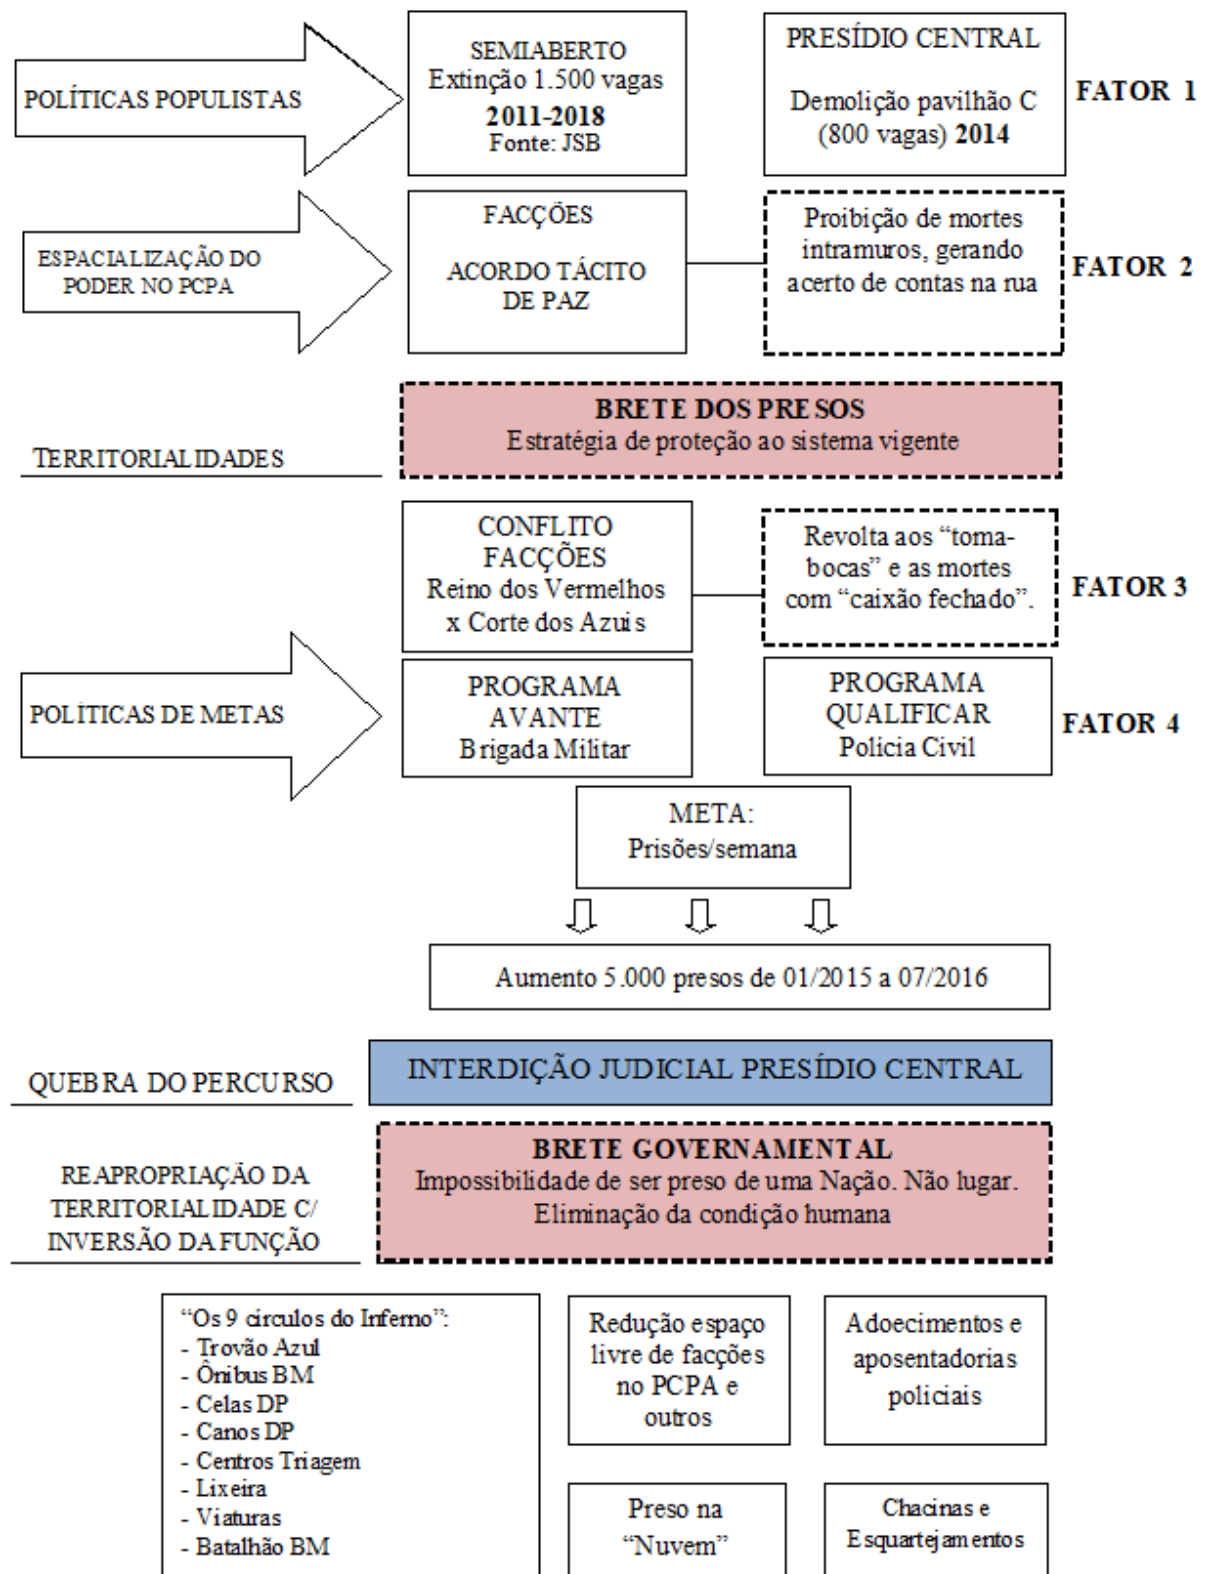 POLÍTICAS POPULISTAS
SEMIABERTO
Extinção 1.500 vagas
2011-2018
Fonte: JSB
PRESÍDIO CENTRAL
Demolição pavilhão C
(800 vagas) 2014
FATOR 1
ESPACIALIZAÇÃO DO
PODER NO PCPA
FACÇÕES
ACORDO TÁCITO
DE PAZ
Proibição de mortes
intramuros, gerando
acerto de contas na rua
FATOR 2
TERRITORIALIDADES
BRETE DOS PRESOS
Estratégia de proteção ao sistema vigente
CONFLITO
FACÇÕES
Reino dos Vermelhos
x Corte dos Azuis
Revolta aos “toma-
bocas” e as mortes
com “caixão fechado”.
FATOR 3
POLÍTICAS DE METAS
PROGRAMA
AVANTE
Brigada Militar
PROGRAMA
QUALIFICAR
Policia Civil
FATOR 4
META:
Prisões/semana
Aumento 5.000 presos de 01/2015 a 07/2016
QUEBRA DO PERCURSO
INTERDIÇÃO JUDICIAL PRESÍDIO CENTRAL
REAPROPRIAÇÃO DA
TERRITORIALIDADE C/
INVERSÃO DA FUNÇÃO
BRETE GOVERNAMENTAL
Impossibilidade de ser preso de uma Nação. Não lugar.
Eliminação da condição humana
“Os 9 círculos do Inferno”:
- Trovão Azul
- Ônibus BM
- Celas DP
- Canos DP
- Centros Triagem
- Lixeira
- Viaturas
- Batalhão BM
Redução espaço
livre de facções
no PCPA e
outros
Adoecimentos e
aposentadorias
policiais
Preso na
“Nuvem”
Chacinas e
Esquartejamentos